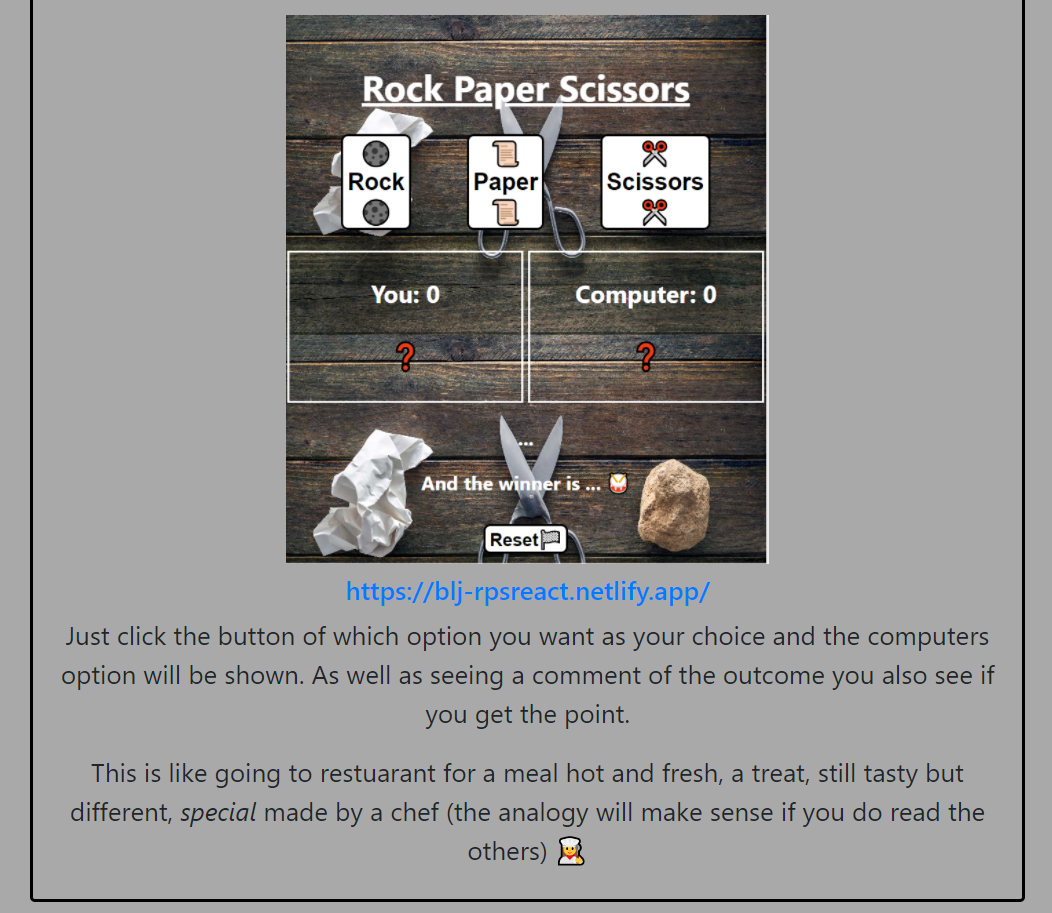 Rock Paper Scissors
Rock
Paper
Scissors
You: 0
Computer: 0
❓
❓
...
And the winner is ...
Reset
https://blj-rpsreact.netlify.app/
Just click the button of which option you want as your choice and the computers
option will be shown. As well as seeing a comment of the outcome you also see if
you get the point.
This is like going to restuarant for a meal hot and fresh, a treat, still tasty but
different, special made by a chef (the analogy will make sense if you do read the
others)